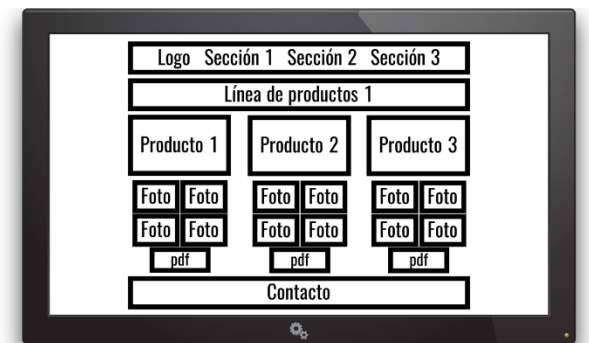 Logo Sección 1 Sección 2 Sección 3
Línea de productos 1
Producto 1 Producto 2 Producto 3
Foto Foto Foto Foto Foto Foto
Foto Foto Foto Foto Foto Foto
pdf pdf pdf
Contacto